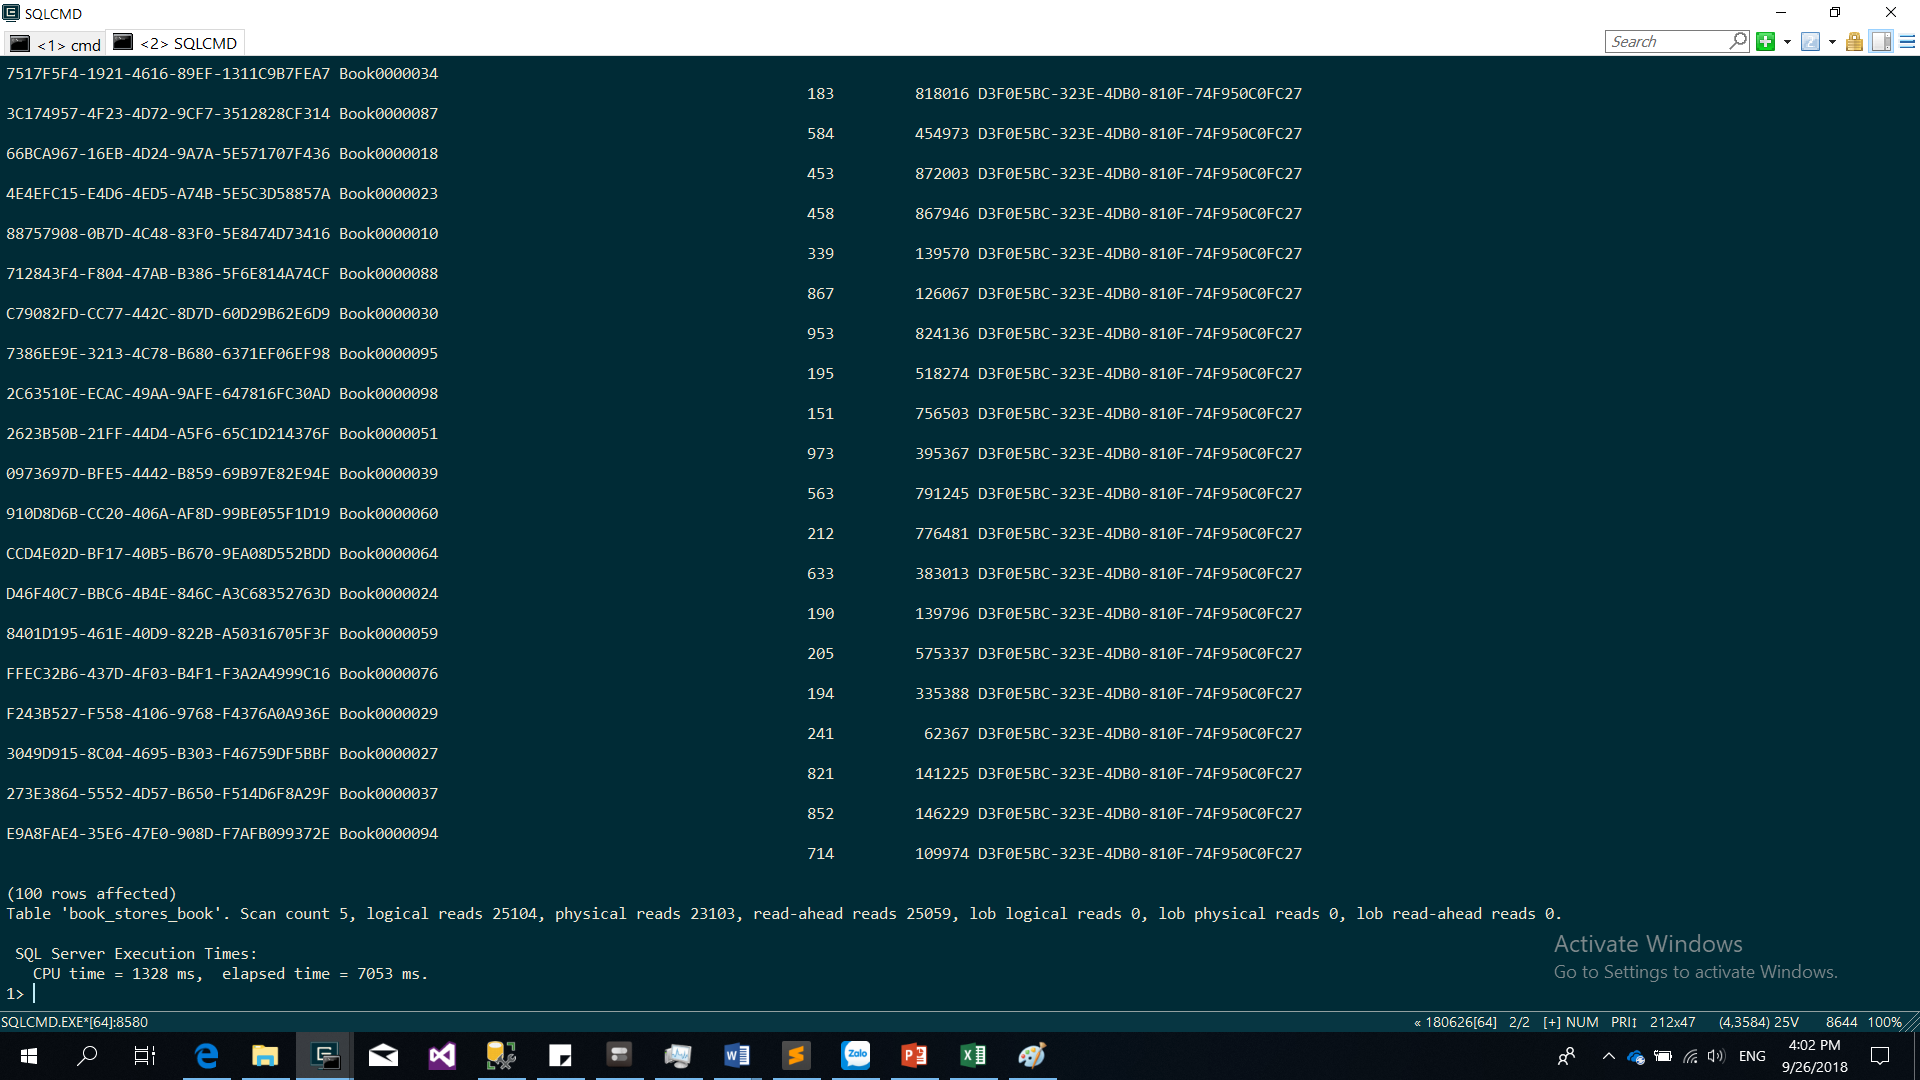 SQLCMD
<1> cmd <2> SQLCMD Search
7517F5F4-1921-4616-89EF-1311C9B7FEA7 Book0000034
183 818016 D3F0E5BC-323E-4DB0-810F-74F950C0FC27
3C174957-4F23-4D72-9CF7-3512828CF314 Book0000087
584 454973 D3F0E5BC-323E-4DB0-810F-74F950C0FC27
66BCA967-16EB-4D24-9A7A-5E571707F436 Book0000018
453 872003 D3F0E5BC-323E-4DB0-810F-74F950C0FC27
4E4EFC15-E4D6-4ED5-A74B-5E5C3D58857A Book0000023
458 867946 D3F0E5BC-323E-4DB0-810F-74F950C0FC27
88757908-0B7D-4C48-83F0-5E8474D73416 Book0000010
339 139570 D3F0E5BC-323E-4DB0-810F-74F950C0FC27
712843F4-F804-47AB-B386-5F6E814A74CF Book0000088
867 126067 D3F0E5BC-323E-4DB0-810F-74F950C0FC27
C79082FD-CC77-442C-8D7D-60D29B62E6D9 Book0000030
953 824136 D3F0E5BC-323E-4DB0-810F-74F950C0FC27
7386EE9E-3213-4C78-B680-6371EF06EF98 Book0000095
195 518274 D3F0E5BC-323E-4DB0-810F-74F950C0FC27
2C63510E-ECAC-49AA-9AFE-647816FC30AD Book0000098
151 756503 D3F0E5BC-323E-4DB0-810F-74F950C0FC27
2623B50B-21FF-44D4-A5F6-65C1D214376F Book0000051
973 395367 D3F0E5BC-323E-4DB0-810F-74F950C0FC27
0973697D-BFE5-4442-B859-69B97E82E94E Book0000039
563 791245 D3F0E5BC-323E-4DB0-810F-74F950C0FC27
910D8D6B-CC20-406A-AF8D-99BE055F1D19 Book0000060
212 776481 D3F0E5BC-323E-4DB0-810F-74F950C0FC27
CCD4E02D-BF17-40B5-B670-9EA08D552BDD Book0000064
633 383013 D3F0E5BC-323E-4DB0-810F-74F950C0FC27
D46F40C7-BBC6-4B4E-846C-A3C68352763D Book0000024
190 139796 D3F0E5BC-323E-4DB0-810F-74F950C0FC27
8401D195-461E-40D9-822B-A50316705F3F Book0000059
205 575337 D3F0E5BC-323E-4DB0-810F-74F950C0FC27
FFEC32B6-437D-4F03-B4F1-F3A2A4999C16 Book0000076
194 335388 D3F0E5BC-323E-4DB0-810F-74F950C0FC27
F243B527-F558-4106-9768-F4376A0A936E Book0000029
241 62367 D3F0E5BC-323E-4DB0-810F-74F950C0FC27
3049D915-8C04-4695-B303-F46759DF5BBF Book0000027
821 141225 D3F0E5BC-323E-4DB0-810F-74F950C0FC27
273E3864-5552-4D57-B650-F514D6F8A29F Book0000037
852 146229 D3F0E5BC-323E-4DB0-810F-74F950C0FC27
E9A8FAE4-35E6-47E0-908D-F7AFB099372E Book0000094
714 109974 D3F0E5BC-323E-4DB0-810F-74F950C0FC27
(100 rows affected)
Table 'book_stores_book'. Scan count 5, logical reads 25104, physical reads 23103, read-ahead reads 25059, lob logical reads 0, lob physical reads 0, lob read-ahead reads 0.
SQL Server Execution Times:
CPU time = 1328 ms, elapsed time = 7053 ms.
1>
Activate Windows
Go to Settings to activate Windows.
SQLCMD.EXE*[64]:8580 « 180626[64] 2/2 [+] NUM PRI↕ 212x47 (4,3584) 25V 8644 100%
Zalo
ENG
4:02 PM
9/26/2018